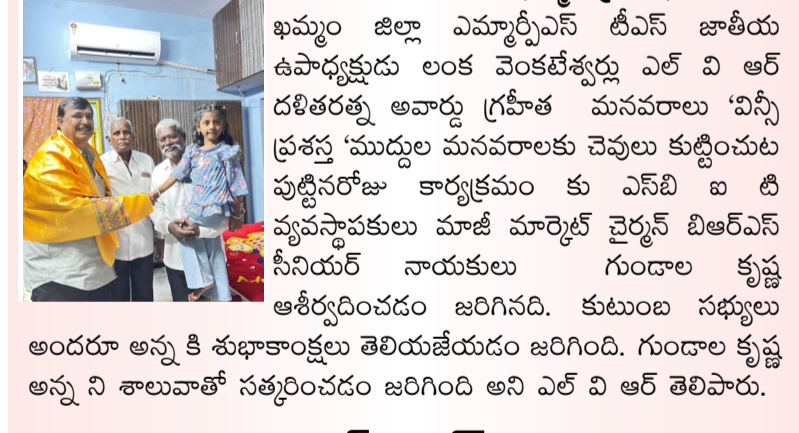 ఖమ్మం జిల్లా ఎమ్మార్పీఎస్ టీఎస్ జాతీయ
ఉపాధ్యక్షుడు లంక వెంకటేశ్వర్లు ఎల్ వి ఆర్
దళితరత్న అవార్డు గ్రహీత మనవరాలు ‘విన్సీ
ప్రశస్త ‘ముద్దుల మనవరాలకు చెవులు కుట్టించుట
పుట్టినరోజు కార్యక్రమం కు ఎస్‌బి ఐ టి
వ్యవస్థాపకులు మాజీ మార్కెట్ చైర్మన్ బిఆర్ఎస్
సీనియర్ నాయకులు గుండాల కృష్ణ
ఆశీర్వదించడం జరిగినది. కుటుంబ సభ్యులు
అందరూ అన్న కి శుభాకాంక్షలు తెలియజేయడం జరిగింది. గుండాల కృష్ణ
అన్న ని శాలువాతో సత్కరించడం జరిగింది అని ఎల్ వి ఆర్ తెలిపారు.